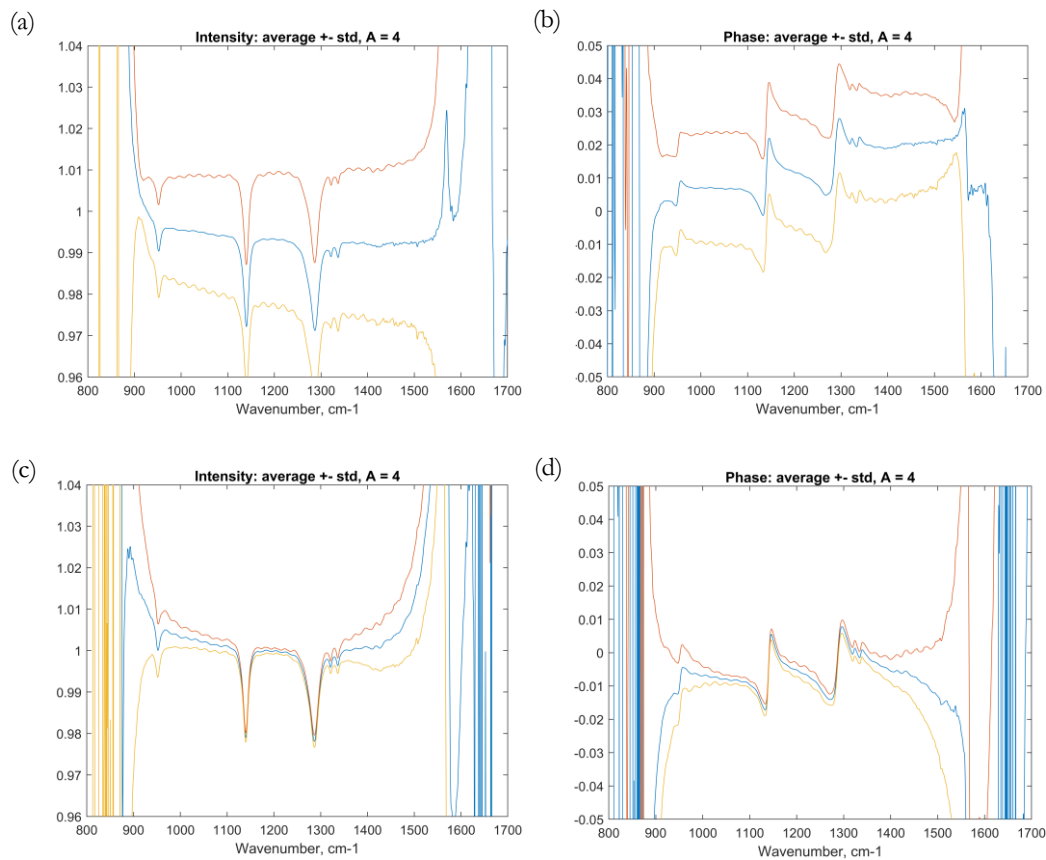 (a)
Intensity: average +- std, A = 4
1.04
1.03
1.02
1.01
1
0.99
0.98
0.97
0.96
800 900 1000 1100 1200 1300 1400 1500 1600 1700
Wavenumber, cm-1
(b)
Phase: average +- std, A = 4
0.05
0.04
0.03
0.02
0.01
0
-0.01
-0.02
-0.03
-0.04
-0.05
800 900 1000 1100 1200 1300 1400 1500 1600 1700
Wavenumber, cm-1
(c)
Intensity: average +- std, A = 4
1.04
1.03
1.02
1.01
1
0.99
0.98
0.97
0.96
800 900 1000 1100 1200 1300 1400 1500 1600 1700
Wavenumber, cm-1
(d)
Phase: average +- std, A = 4
0.05
0.04
0.03
0.02
0.01
0
-0.01
-0.02
-0.03
-0.04
-0.05
800 900 1000 1100 1200 1300 1400 1500 1600 1700
Wavenumber, cm-1